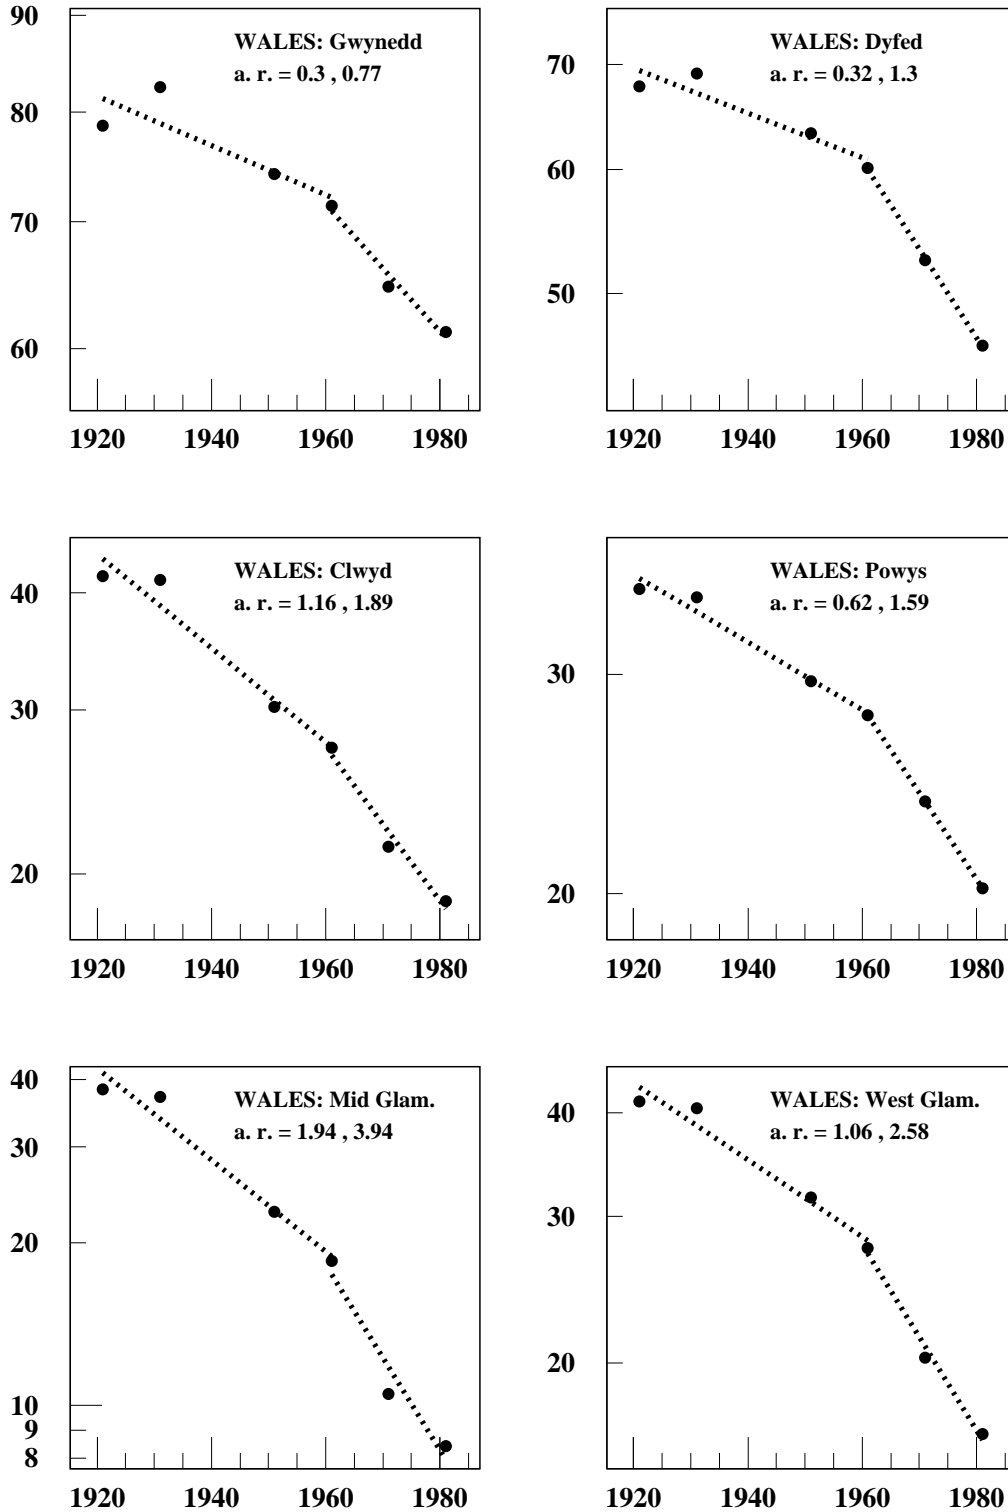 90
WALES: Gwynedd
a. r. = 0.3 , 0.77
80
70
60
1920 1940 1960 1980
WALES: Dyfed
70
a. r. = 0.32 , 1.3
60
50
1920 1940 1960 1980
WALES: Clwyd
40
a. r. = 1.16 , 1.89
30
20
1920 1940 1960 1980
WALES: Powys
a. r. = 0.62 , 1.59
30
20
1920 1940 1960 1980
40
WALES: Mid Glam.
a. r. = 1.94 , 3.94
30
20
10
9
8
1920 1940 1960 1980
WALES: West Glam.
40
a. r. = 1.06 , 2.58
30
20
1920 1940 1960 1980